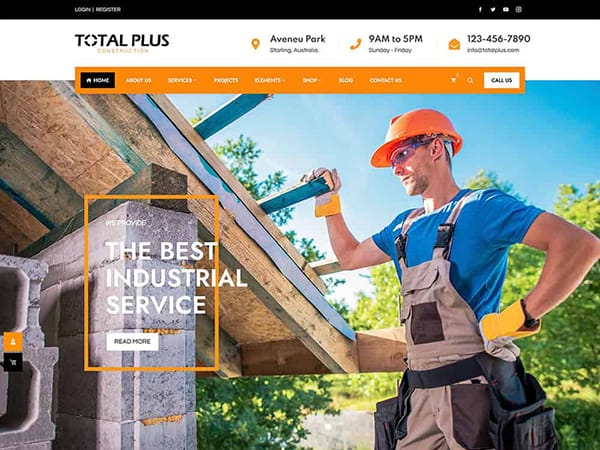 LOGIN | REGISTER
TOTAL PLUS
CONSTRUCTION
Aveneu Park
Starling, Australia.
9AM to 5PM
Sunday - Friday
123-456-7890
info@totalplus.com
HOME
ABOUT US
SERVICES
PROJECTS
ELEMENTS
SHOP
BLOG
CONTACT US
CALL US
WE PROVIDE
THE BEST
INDUSTRIAL
SERVICE
READ MORE